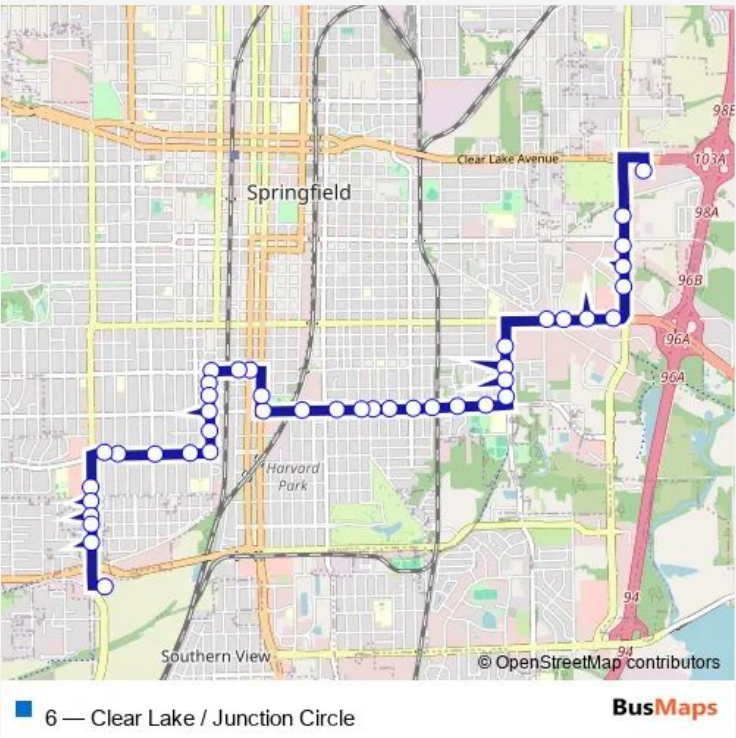 98B
Clear Lake Avenue
103A
Springfield
98A
96B
96A
96A
Harvard
Park
94
94
Southern View
© OpenStreetMap contributors
6 — Clear Lake / Junction Circle
BusMaps